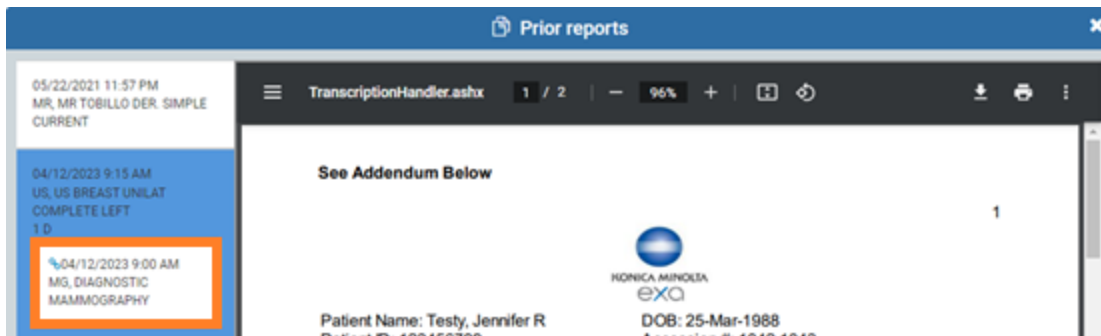 Prior reports
05/22/2021 11:57 PM
MR, MR TOBILLO DER. SIMPLE
CURRENT
04/12/2023 9:15 AM
US, US BREAST UNILAT
COMPLETE LEFT
1 D
04/12/2023 9:00 AM
MG, DIAGNOSTIC
MAMMOGRAPHY
TranscriptionHandler.ashx 1 / 2 96%
See Addendum Below
1
KONICA MINOLTA
exa
Patient Name: Testy, Jennifer R DOB: 25-Mar-1988